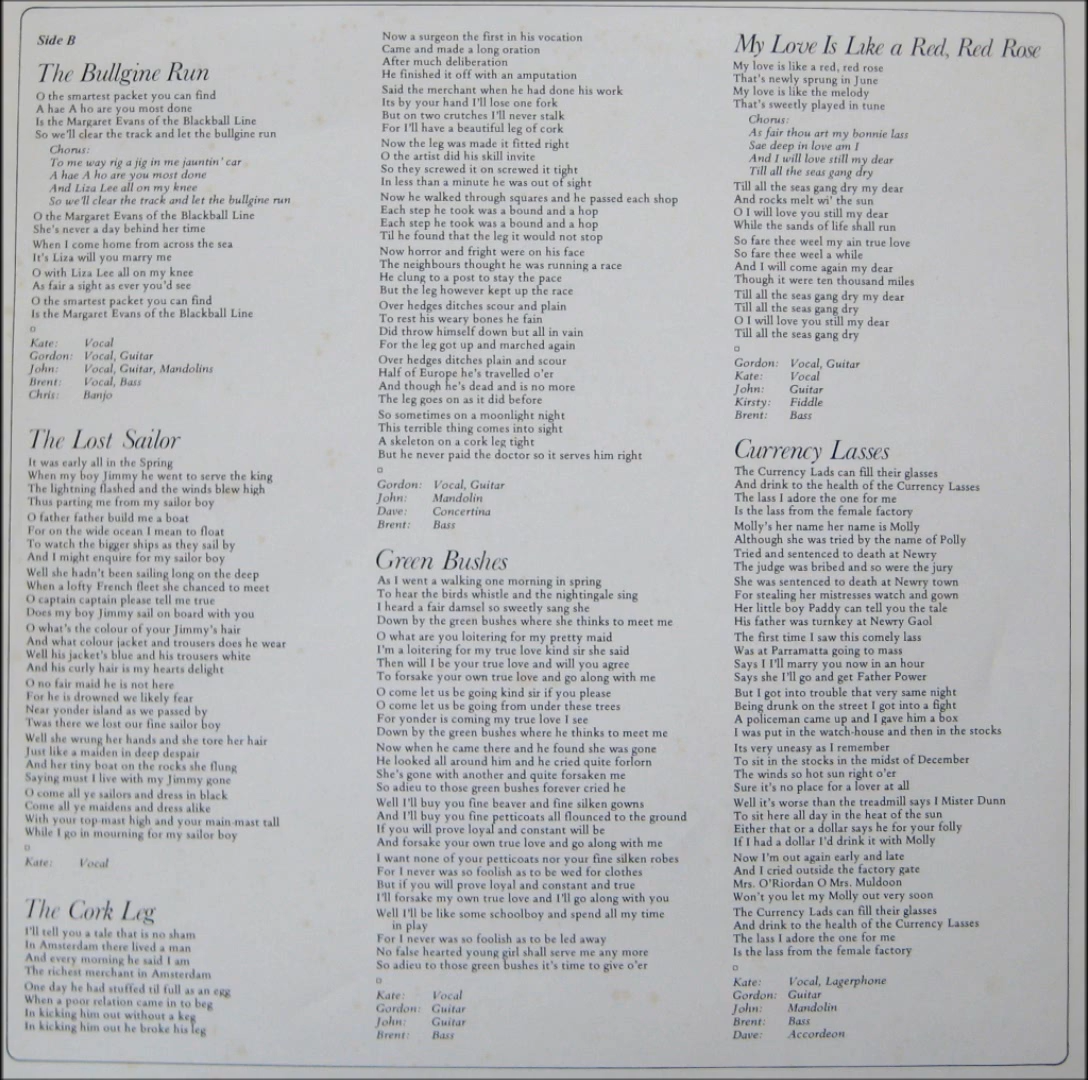 Side B
The Bullgine Run
O the smartest packet you can find
A hae A ho are you most done
Is the Margaret Evans of the Blackball Line
So we'll clear the track and let the bullgine run
Chorus:
To me way rig a jig in me jauntin' car
A hae A ho are you most done
And Liza Lee all on my knee
So we'll clear the track and let the bullgine run
O the Margaret Evans of the Blackball Line
She's never a day behind her time
When I come home from across the sea
It's Liza will you marry me
O with Liza Lee all on my knee
As fair a sight as ever you'd see
O the smartest packet you can find
Is the Margaret Evans of the Blackball Line
Kate: Vocal
Gordon: Vocal, Guitar
John: Vocal, Guitar, Mandolins
Brent: Vocal, Bass
Chris: Banjo
The Lost Sailor
It was early all in the Spring
When my boy Jimmy he went to serve the king
The lightning flashed and the winds blew high
Thus parting me from my sailor boy
O father father build me a boat
For on the wide ocean I mean to float
To watch the bigger ships as they sail by
And I might enquire for my sailor boy
Well she hadn't been sailing long on the deep
When a lofty French fleet she chanced to meet
O captain captain please tell me true
Does my boy Jimmy sail on board with you
O what's the colour of your Jimmy's hair
And what colour jacket and trousers does he wear
Well his jacket's blue and his trousers white
And his curly hair is my hearts delight
O no fair maid he is not here
For he is drowned we likely fear
Near yonder island as we passed by
'Twas there we lost our fine sailor boy
Well she wrung her hands and she tore her hair
Just like a maiden in deep despair
And her tiny boat on the rocks she flung
Saying must I live with my Jimmy gone
O come all ye sailors and dress in black
Come all ye maidens and dress alike
With your top-mast high and your main-mast tall
While I go in mourning for my sailor boy
Kate: Vocal
The Cork Leg
I'll tell you a tale that is no sham
In Amsterdam there lived a man
And every morning he said I am
The richest merchant in Amsterdam
One day he had stuffed til full as an egg
When a poor relation came in to beg
In kicking him out without a keg
In kicking him out he broke his leg
Now a surgeon the first in his vocation
Came and made a long oration
After much deliberation
He finished it off with an amputation
Said the merchant when he had done his work
Its by your hand I'll lose one fork
But on two crutches I'll never stalk
For I'll have a beautiful leg of cork
Now the leg was made it fitted right
O the artist did his skill invite
So they screwed it on screwed it tight
In less than a minute he was out of sight
Now he walked through squares and he passed each shop
Each step he took was a bound and a hop
Each step he took was a bound and a hop
Til he found that the leg it would not stop
Now horror and fright were on his face
The neighbours thought he was running a race
He clung to a post to stay the pace
But the leg however kept up the race
Over hedges ditches scour and plain
To rest his weary bones he fain
Did throw himself down but all in vain
For the leg got up and marched again
Over hedges ditches plain and scour
Half of Europe he's travelled o'er
And though he's dead and is no more
The leg goes on as it did before
So sometimes on a moonlight night
This terrible thing comes into sight
A skeleton on a cork leg tight
But he never paid the doctor so it serves him right
Gordon: Vocal, Guitar
John: Mandolin
Dave: Concertina
Brent: Bass
Green Bushes
As I went a walking one morning in spring
To hear the birds whistle and the nightingale sing
I heard a fair damsel so sweetly sang she
Down by the green bushes where she thinks to meet me
O what are you loitering for my pretty maid
I'm a loitering for my true love kind sir she said
Then will I be your true love and will you agree
To forsake your own true love and go along with me
O come let us be going kind sir if you please
O come let us be going from under these trees
For yonder is coming my true love I see
Down by the green bushes where he thinks to meet me
Now when he came there and he found she was gone
He looked all around him and he cried quite forlorn
She's gone with another and quite forsaken me
So adieu to those green bushes forever cried he
Well I'll buy you fine beaver and fine silken gowns
And I'll buy you fine petticoats all flounced to the ground
If you will prove loyal and constant will be
And forsake your own true love and go along with me
I want none of your petticoats nor your fine silken robes
For I never was so foolish as to be wed for clothes
But if you will prove loyal and constant and true
I'll forsake my own true love and I'll go along with you
Well I'll be like some schoolboy and spend all my time
in play
For I never was so foolish as to be led away
No false hearted young girl shall serve me any more
So adieu to those green bushes it's time to give o'er
Kate: Vocal
Gordon: Guitar
John: Guitar
Brent: Bass
My Love Is Like a Red, Red Rose
My love is like a red, red rose
That's newly sprung in June
My love is like the melody
That's sweetly played in tune
Chorus:
As fair thou art my bonnie lass
Sae deep in love am I
And I will love still my dear
Till all the seas gang dry
Till all the seas gang dry my dear
And rocks melt wi' the sun
O I will love you still my dear
While the sands of life shall run
So fare thee weel my ain true love
So fare thee weel a while
And I will come again my dear
Though it were ten thousand miles
Till all the seas gang dry my dear
Till all the seas gang dry
O I will love you still my dear
Till all the seas gang dry
Gordon: Vocal, Guitar
Kate: Vocal
John: Guitar
Kirsty: Fiddle
Brent: Bass
Currency Lasses
The Currency Lads can fill their glasses
And drink to the health of the Currency Lasses
The lass I adore the one for me
Is the lass from the female factory
Molly's her name her name is Molly
Although she was tried by the name of Polly
Tried and sentenced to death at Newry
The judge was bribed and so were the jury
She was sentenced to death at Newry town
For stealing her mistresses watch and gown
Her little boy Paddy can tell you the tale
His father was turnkey at Newry Gaol
The first time I saw this comely lass
Was at Parramatta going to mass
Says I I'll marry you now in an hour
Says she I'll go and get Father Power
But I got into trouble that very same night
Being drunk on the street I got into a fight
A policeman came up and I gave him a box
I was put in the watch-house and then in the stocks
Its very uneasy as I remember
To sit in the stocks in the midst of December
The winds so hot sun right o'er
Sure it's no place for a lover at all
Well it's worse than the treadmill says I Mister Dunn
To sit here all day in the heat of the sun
Either that or a dollar says he for your folly
If I had a dollar I'd drink it with Molly
Now I'm out again early and late
And I cried outside the factory gate
Mrs. O'Riordan O Mrs. Muldoon
Won't you let my Molly out very soon
The Currency Lads can fill their glasses
And drink to the health of the Currency Lasses
The lass I adore the one for me
Is the lass from the female factory
Kate: Vocal, Lagerphone
Gordon: Guitar
John: Mandolin
Brent: Bass
Dave: Accordeon